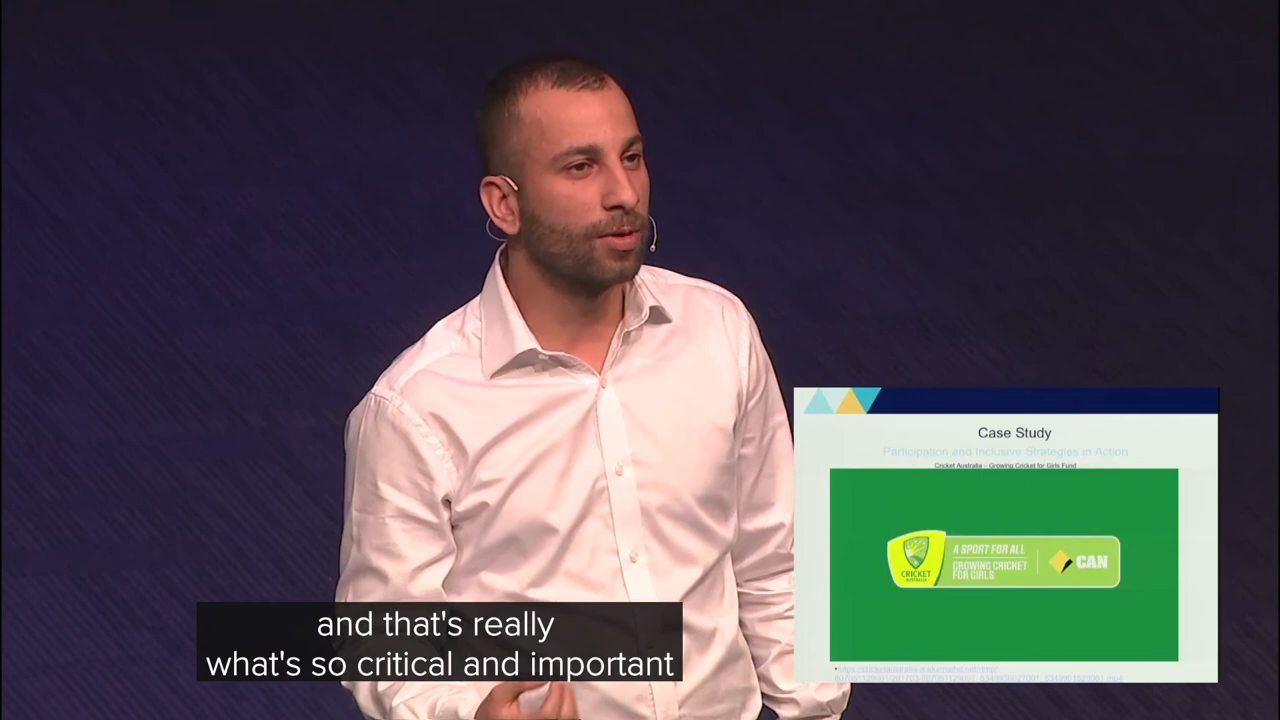 Case Study
Participation and Inclusive Strategies in Action
Cricket Australia – Growing Cricket for Girls Fund
CRICKET
AUSTRALIA
A SPORT FOR ALL
GROWING CRICKET
FOR GIRLS
CAN
and that's really
what's so critical and important